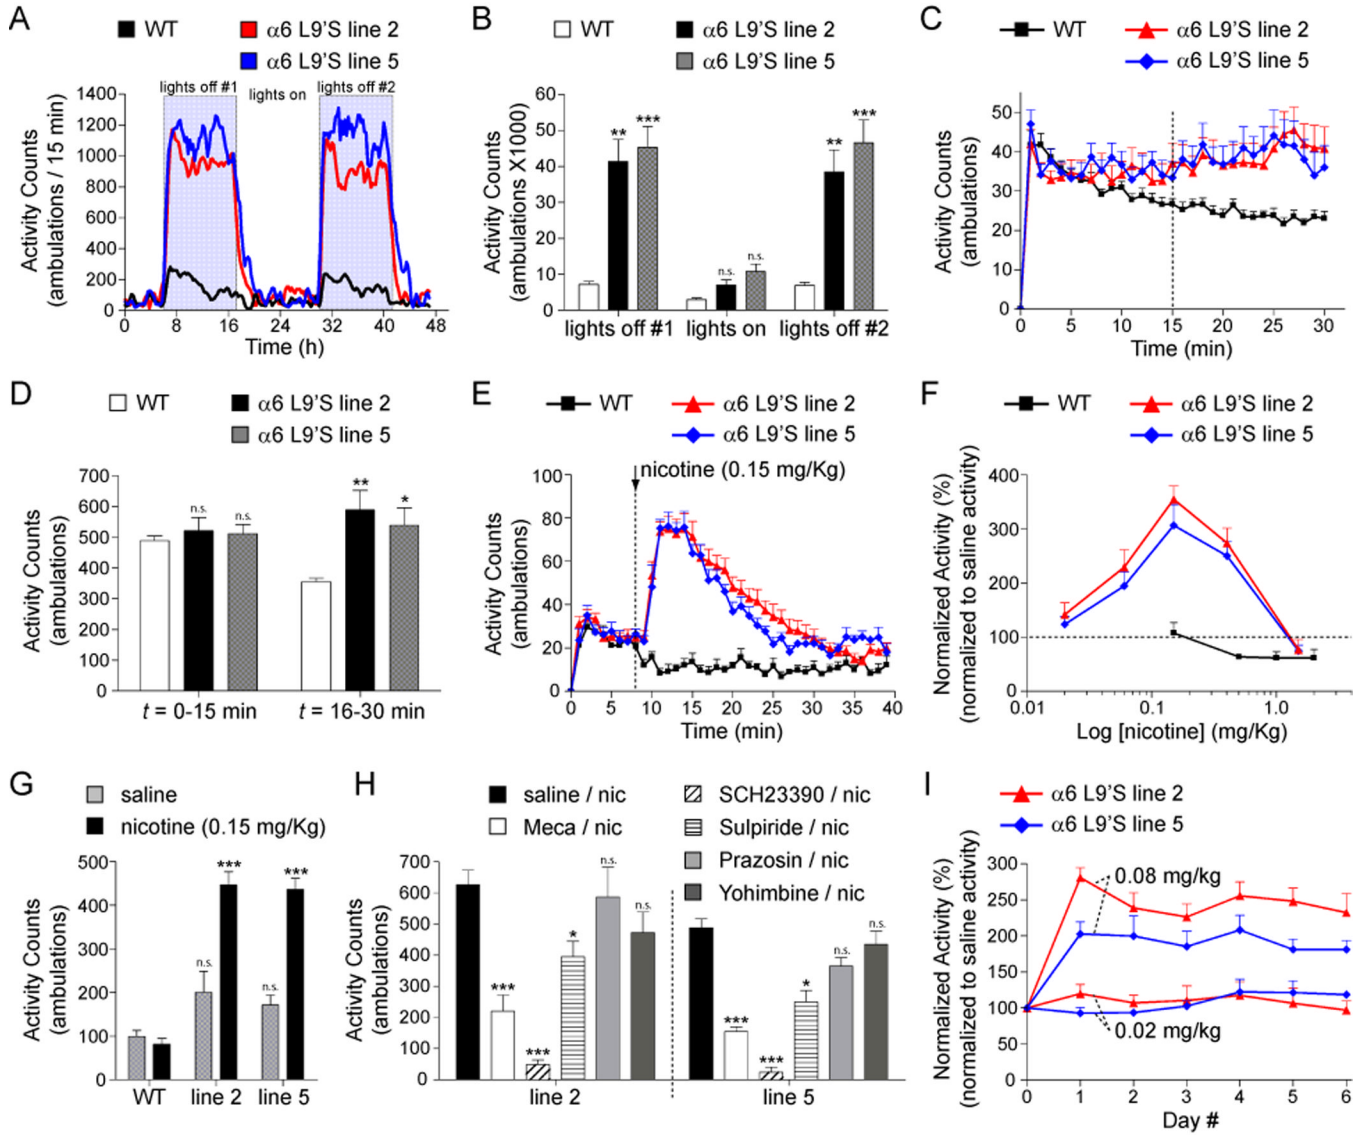 A
WT
α6 L9'S line 2
α6 L9'S line 5
lights off #1
lights on
lights off #2
Activity Counts
(ambulations / 15 min)
1400
1200
1000
800
600
400
200
0
0 8 16 24 32 40 48
Time (h)
B
WT
α6 L9'S line 2
α6 L9'S line 5
Activity Counts
(ambulations X1000)
60
50
40
30
20
10
0
** ***
n.s. n.s.
** ***
lights off #1 lights on lights off #2
C
WT
α6 L9'S line 2
α6 L9'S line 5
Activity Counts
(ambulations)
50
40
30
20
10
0
0 5 10 15 20 25 30
Time (min)
D
WT
α6 L9'S line 2
α6 L9'S line 5
Activity Counts
(ambulations)
700
600
500
400
300
200
100
0
n.s. n.s.
** *
t = 0-15 min t = 16-30 min
E
WT
α6 L9'S line 2
α6 L9'S line 5
nicotine (0.15 mg/Kg)
Activity Counts
(ambulations)
100
80
60
40
20
0
0 5 10 15 20 25 30 35 40
Time (min)
F
WT
α6 L9'S line 2
α6 L9'S line 5
Normalized Activity (%)
(normalized to saline activity)
400
300
200
100
0
0.01 0.1 1.0
Log [nicotine] (mg/Kg)
G
saline
nicotine (0.15 mg/Kg)
Activity Counts
(ambulations)
500
400
300
200
100
0
n.s. *** n.s. ***
WT line 2 line 5
H
saline / nic
Meca / nic
SCH23390 / nic
Sulpiride / nic
Prazosin / nic
Yohimbine / nic
Activity Counts
(ambulations)
700
600
500
400
300
200
100
0
*** *** * n.s. n.s.
*** *** * n.s. n.s.
line 2 line 5
I
α6 L9'S line 2
α6 L9'S line 5
Normalized Activity (%)
(normalized to saline activity)
300
250
200
150
100
50
0
0.08 mg/kg
0.02 mg/kg
0 1 2 3 4 5 6
Day #